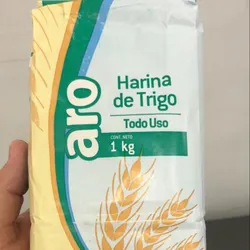 aro
Harina
de Trigo
Todo Uso
CONT. NETO
1 kg